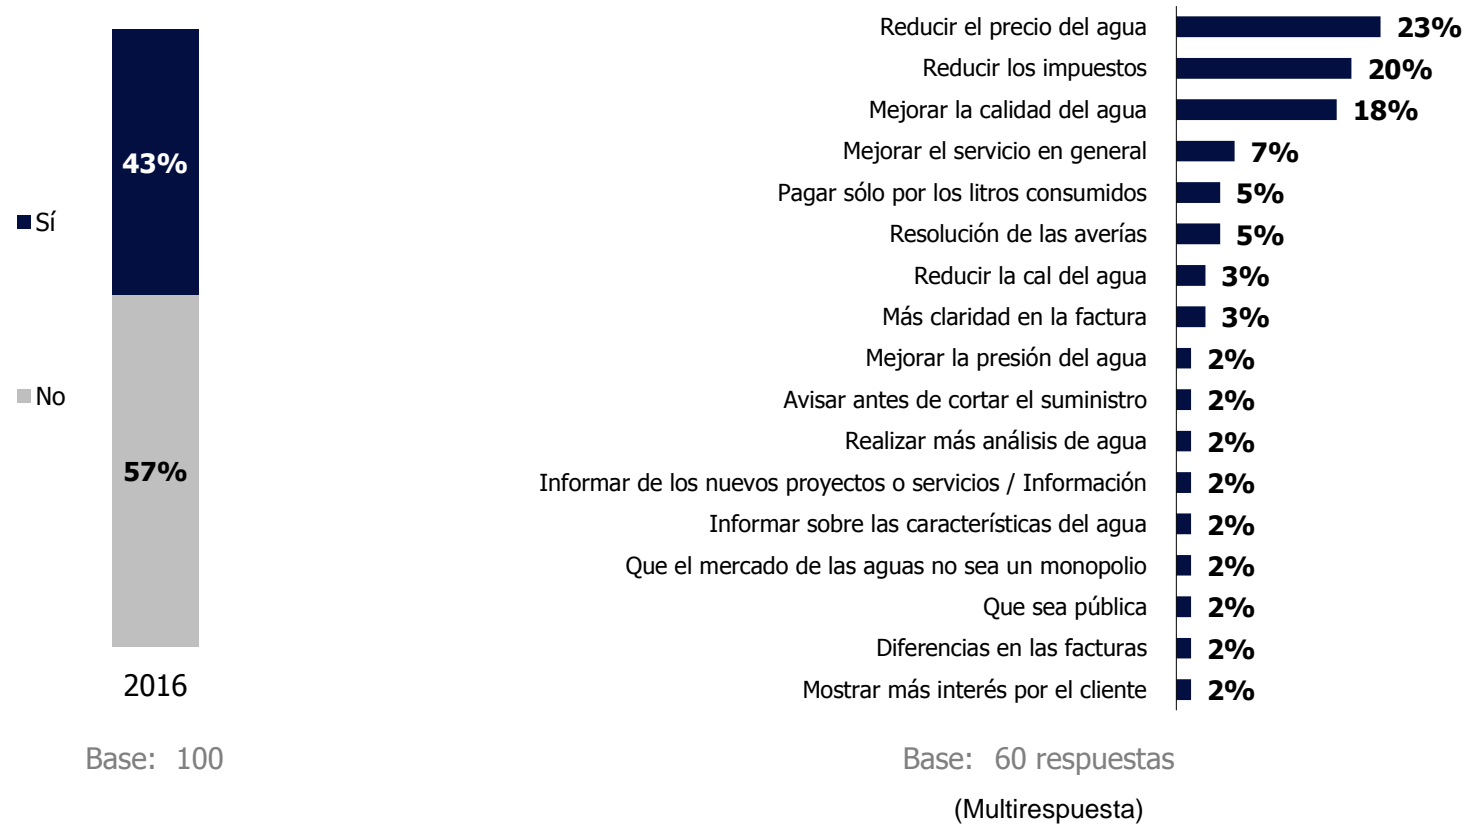 43%
Sí
No
57%
2016
Base: 100
Reducir el precio del agua 23%
Reducir los impuestos 20%
Mejorar la calidad del agua 18%
Mejorar el servicio en general 7%
Pagar sólo por los litros consumidos 5%
Resolución de las averías 5%
Reducir la cal del agua 3%
Más claridad en la factura 3%
Mejorar la presión del agua 2%
Avisar antes de cortar el suministro 2%
Realizar más análisis de agua 2%
Informar de los nuevos proyectos o servicios / Información 2%
Informar sobre las características del agua 2%
Que el mercado de las aguas no sea un monopolio 2%
Que sea pública 2%
Diferencias en las facturas 2%
Mostrar más interés por el cliente 2%
Base: 60 respuestas
(Multirespuesta)